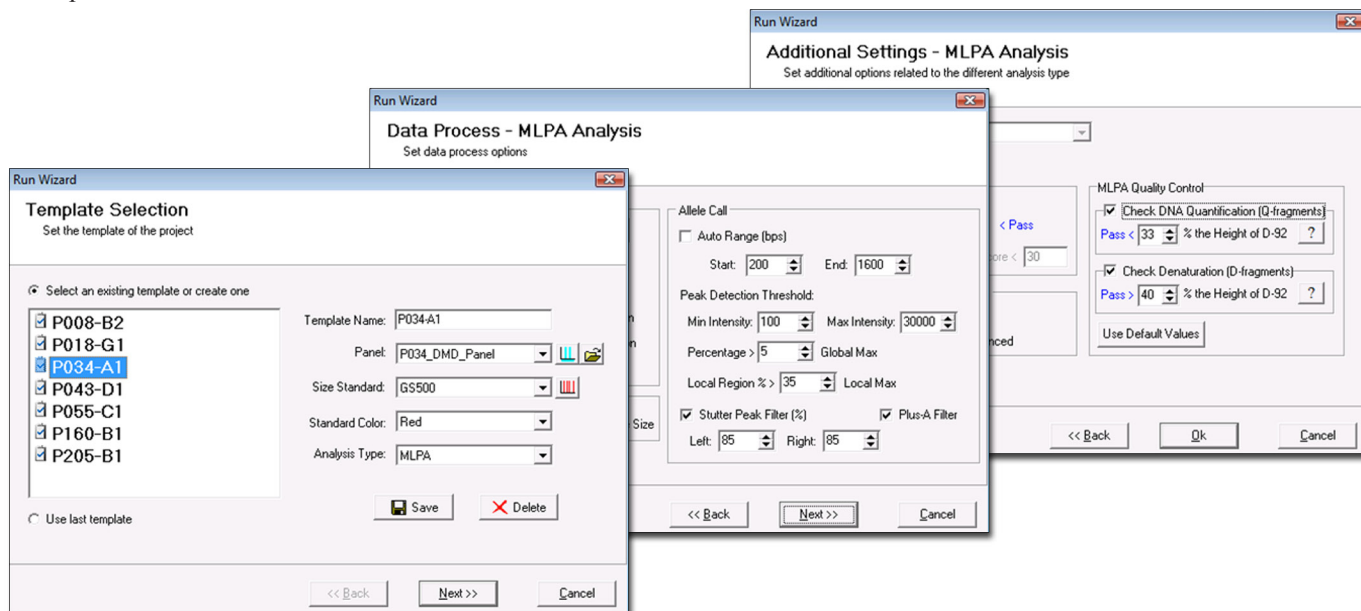 Run Wizard
Additional Settings - MLPA Analysis
Set additional options related to the different analysis type
< Pass
30
MLPA Quality Control
Check DNA Quantification (Q-fragments)
Pass < 33 % the Height of D-92 ?
Check Denaturation (D-fragments)
Pass > 40 % the Height of D-92 ?
Use Default Values
<< Back Ok Cancel
Run Wizard
Data Process - MLPA Analysis
Set data process options
Size
Allele Call
Auto Range (bps)
Start: 200 End: 1600
Peak Detection Threshold:
Min Intensity: 100 Max Intensity: 30000
Percentage > 5 Global Max
Local Region % > 35 Local Max
Stutter Peak Filter (%) Plus-A Filter
Left: 85 Right: 85
<< Back Next >> Cancel
Run Wizard
Template Selection
Set the template of the project
Select an existing template or create one
P008-B2
P018-G1
P034-A1
P043-D1
P055-C1
P160-B1
P205-B1
Template Name: P034-A1
Panel: P034_DMD_Panel
Size Standard: GS500
Standard Color: Red
Analysis Type: MLPA
Save Delete
Use last template
<< Back Next >> Cancel